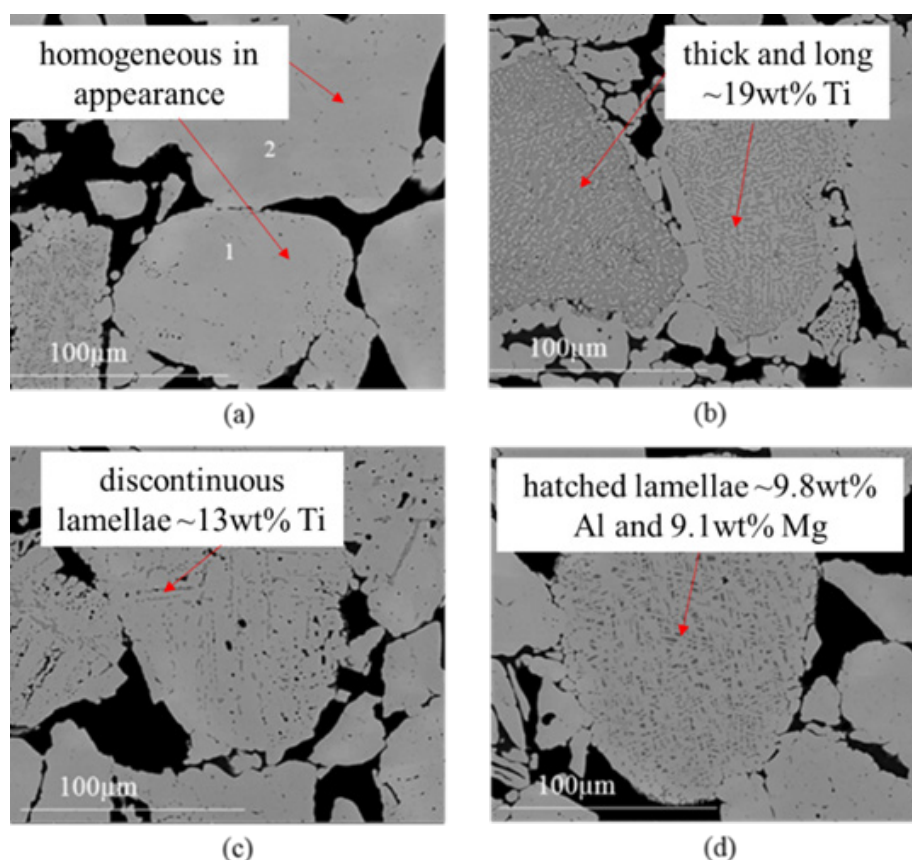 homogeneous in
appearance
2
1
100μm
(a)
thick and long
~19wt% Ti
100μm
(b)
discontinuous
lamellae ~13wt% Ti
100μm
(c)
hatched lamellae ~9.8wt%
Al and 9.1wt% Mg
100μm
(d)